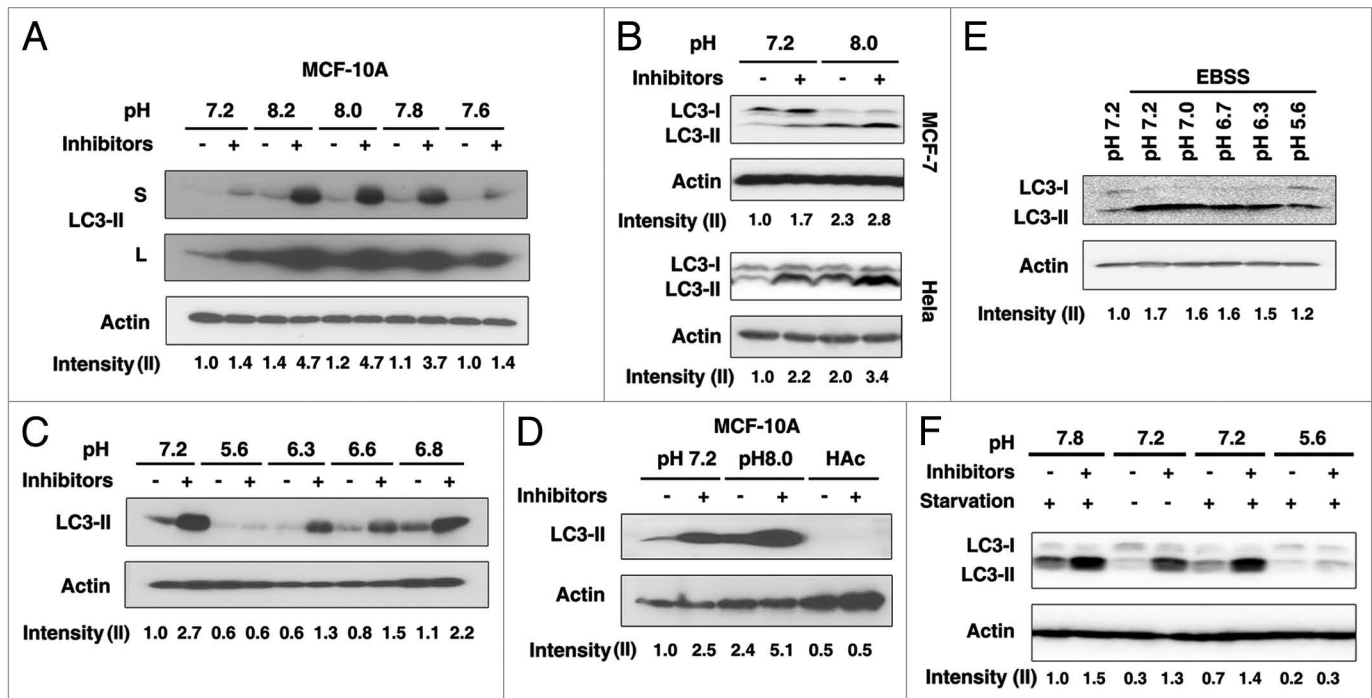 A
MCF-10A
pH 7.2 8.2 8.0 7.8 7.6
Inhibitors - + - + - + - + - +
S
LC3-II
L
Actin
Intensity (II) 1.0 1.4 1.4 4.7 1.2 4.7 1.1 3.7 1.0 1.4
B
pH 7.2 8.0
Inhibitors - + - +
LC3-I
LC3-II
MCF-7
Actin
Intensity (II) 1.0 1.7 2.3 2.8
LC3-I
LC3-II
Hela
Actin
Intensity (II) 1.0 2.2 2.0 3.4
E
EBSS
pH 7.2 pH 7.2 pH 7.0 pH 6.7 pH 6.3 pH 5.6
LC3-I
LC3-II
Actin
Intensity (II) 1.0 1.7 1.6 1.6 1.5 1.2
C
pH 7.2 5.6 6.3 6.6 6.8
Inhibitors - + - + - + - + - +
LC3-II
Actin
Intensity (II) 1.0 2.7 0.6 0.6 0.6 1.3 0.8 1.5 1.1 2.2
D
MCF-10A
pH 7.2 pH8.0 HAc
Inhibitors - + - + - +
LC3-II
Actin
Intensity (II) 1.0 2.5 2.4 5.1 0.5 0.5
F
pH 7.8 7.2 7.2 5.6
Inhibitors - + - + - + - +
Starvation + + - - + + + +
LC3-I
LC3-II
Actin
Intensity (II) 1.0 1.5 0.3 1.3 0.7 1.4 0.2 0.3